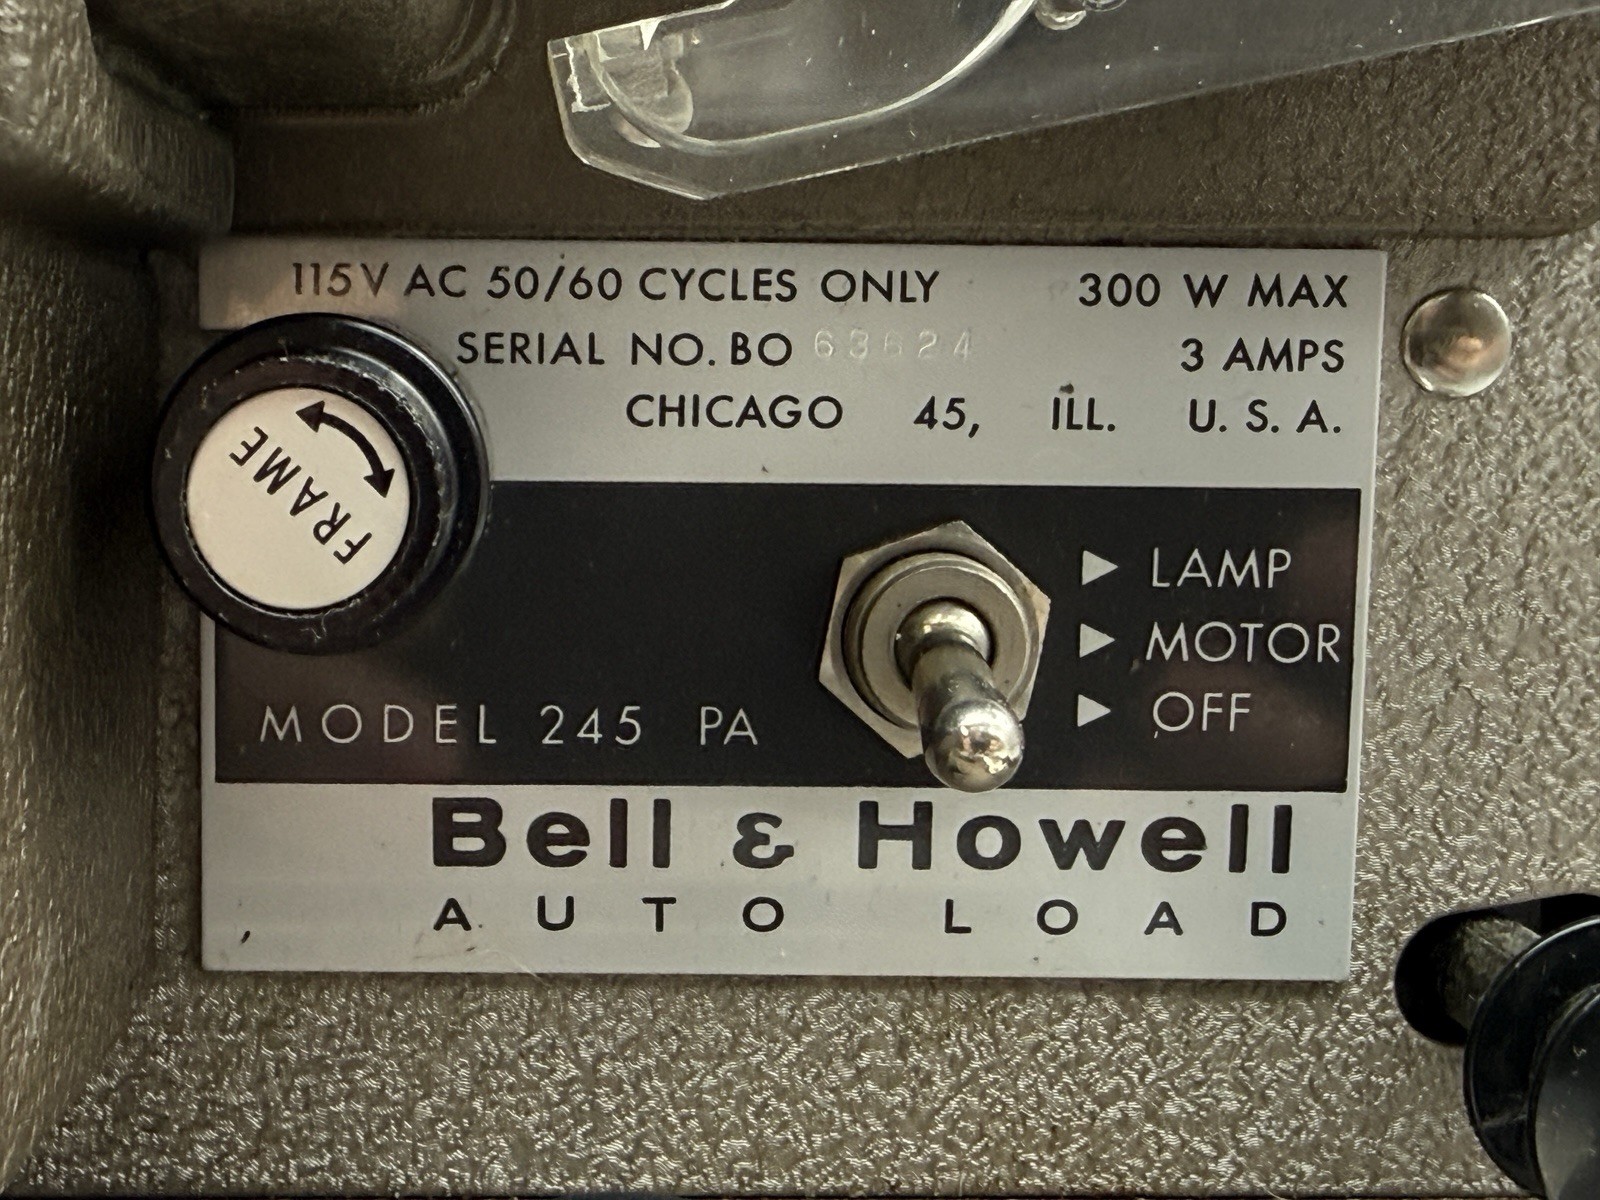 115V AC 50/60 CYCLES ONLY 300 W MAX
SERIAL NO. BO 63624 3 AMPS
CHICAGO 45, ILL. U. S. A.
FRAME
LAMP
MOTOR
OFF
MODEL 245 PA
Bell & Howell
AUTO LOAD